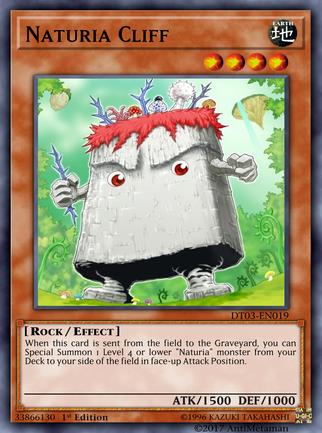 Naturia Cliff
EARTH
地
DT03-EN019
[Rock / Effect]
When this card is sent from the field to the Graveyard, you can
Special Summon 1 Level 4 or lower "Naturia" monster from your
Deck to your side of the field in face-up Attack Position.
ATK/1500 DEF/1000
33866130 1st Edition ©1996 KAZUKI TAKAHASHI
©2017 AntiMetaman